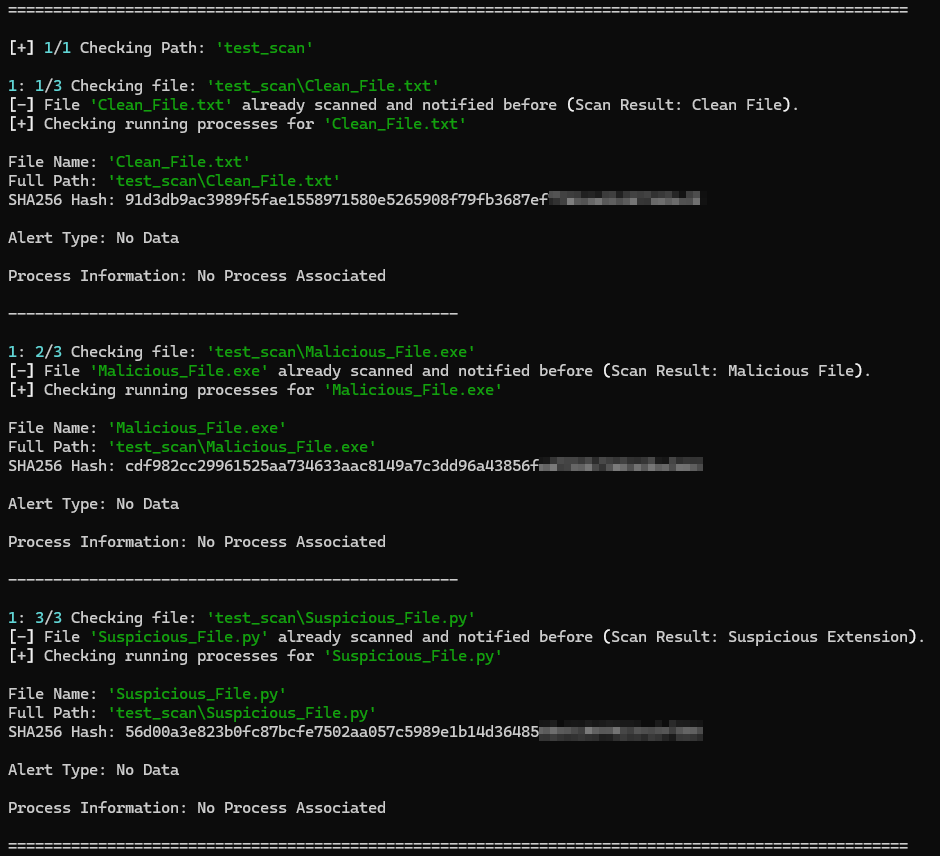 ====================================================================================================
[+] 1/1 Checking Path: 'test_scan'
1: 1/3 Checking file: 'test_scan\Clean_File.txt'
[-] File 'Clean_File.txt' already scanned and notified before (Scan Result: Clean File).
[+] Checking running processes for 'Clean_File.txt'
File Name: 'Clean_File.txt'
Full Path: 'test_scan\Clean_File.txt'
SHA256 Hash: 91d3db9ac3989f5fae1558971580e5265908f79fb3687ef
Alert Type: No Data
Process Information: No Process Associated
--------------------------------------------------
1: 2/3 Checking file: 'test_scan\Malicious_File.exe'
[-] File 'Malicious_File.exe' already scanned and notified before (Scan Result: Malicious File).
[+] Checking running processes for 'Malicious_File.exe'
File Name: 'Malicious_File.exe'
Full Path: 'test_scan\Malicious_File.exe'
SHA256 Hash: cdf982cc29961525aa734633aac8149a7c3dd96a43856f
Alert Type: No Data
Process Information: No Process Associated
--------------------------------------------------
1: 3/3 Checking file: 'test_scan\Suspicious_File.py'
[-] File 'Suspicious_File.py' already scanned and notified before (Scan Result: Suspicious Extension).
[+] Checking running processes for 'Suspicious_File.py'
File Name: 'Suspicious_File.py'
Full Path: 'test_scan\Suspicious_File.py'
SHA256 Hash: 56d00a3e823b0fc87bcfe7502aa057c5989e1b14d36485
Alert Type: No Data
Process Information: No Process Associated
====================================================================================================